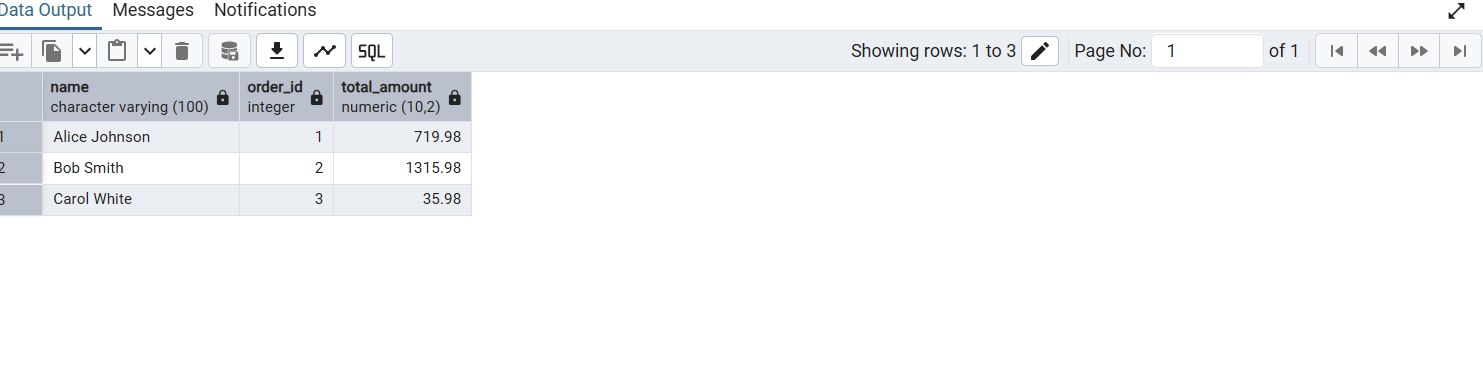 Data Output Messages Notifications
SQL Showing rows: 1 to 3 Page No: 1 of 1
name order_id total_amount
character varying (100) integer numeric (10,2)
1 Alice Johnson 1 719.98
2 Bob Smith 2 1315.98
3 Carol White 3 35.98